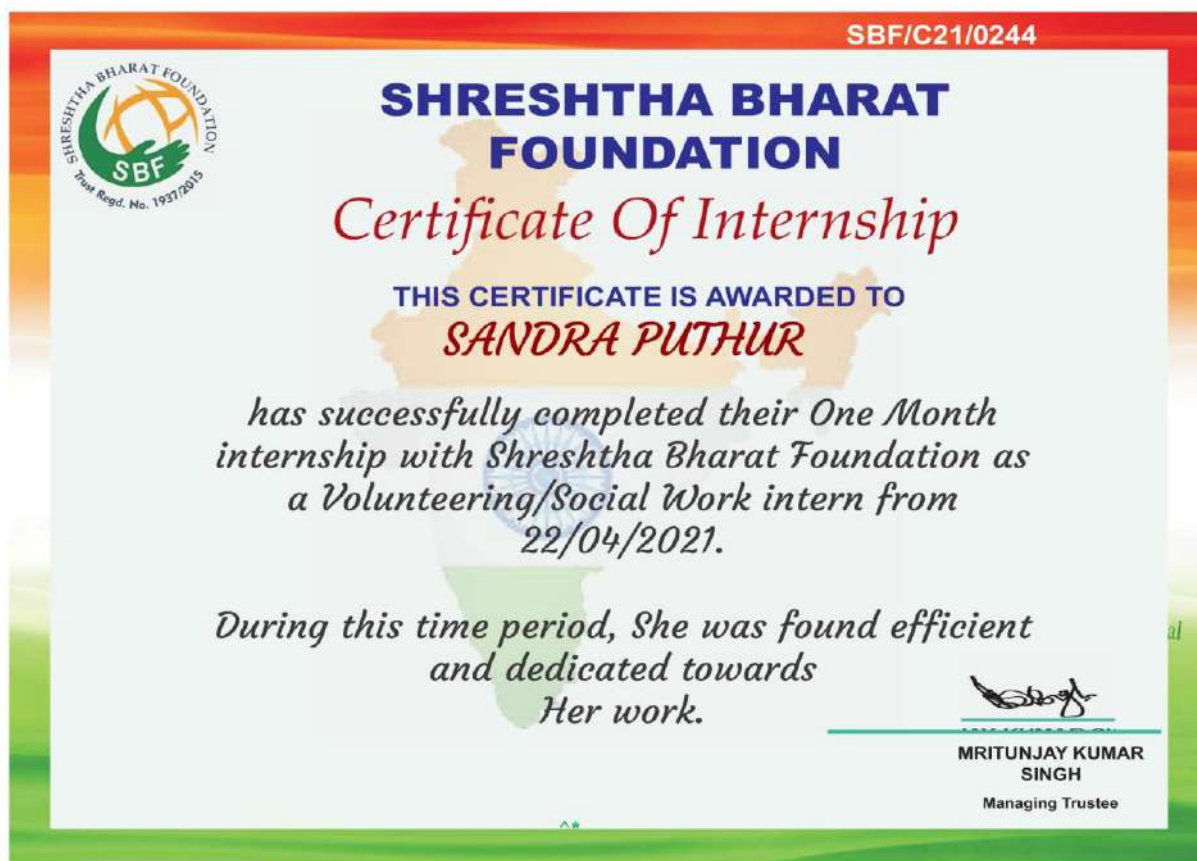 SBF/C21/0244
SHRESHTHA BHARAT FOUNDATION
SBF
Trust Regd. No. 1937/2015
SHRESHTHA BHARAT
FOUNDATION
Certificate Of Internship
THIS CERTIFICATE IS AWARDED TO
SANDRA PUTHUR
has successfully completed their One Month
internship with Shreshtha Bharat Foundation as
a Volunteering/Social Work intern from
22/04/2021.
During this time period, She was found efficient
and dedicated towards
Her work.
al
MRITUNJAY KUMAR
SINGH
Managing Trustee
^*